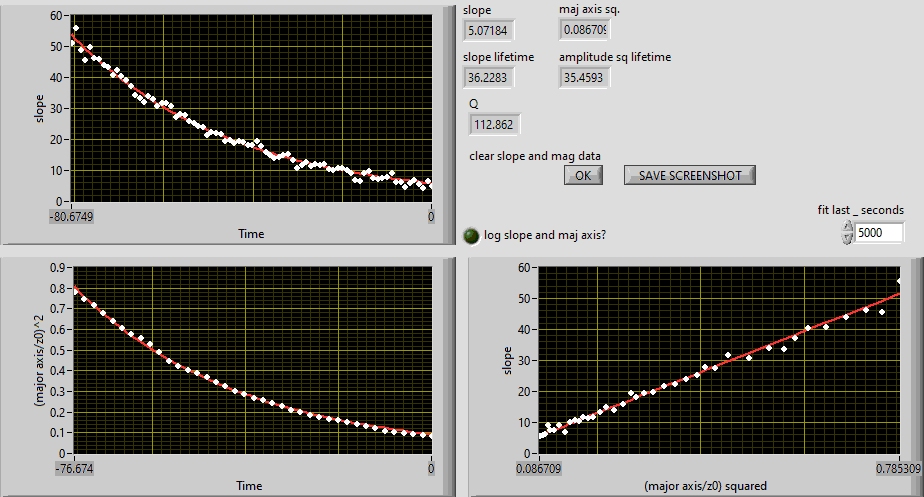 60
50
40
30
20
10
0
slope
-80.6749
0
Time
slope
maj axis sq.
5.07184
0.086709
slope lifetime
amplitude sq lifetime
36.2283
35.4593
Q
112.862
clear slope and mag data
OK
SAVE SCREENSHOT
fit last _ seconds
5000
log slope and maj axis?
0.9
0.8
0.7
0.6
0.5
0.4
0.3
0.2
0.1
0
(major axis/z0)^2
-76.674
0
Time
60
50
40
30
20
10
0
slope
0.086709
0.785309
(major axis/z0) squared